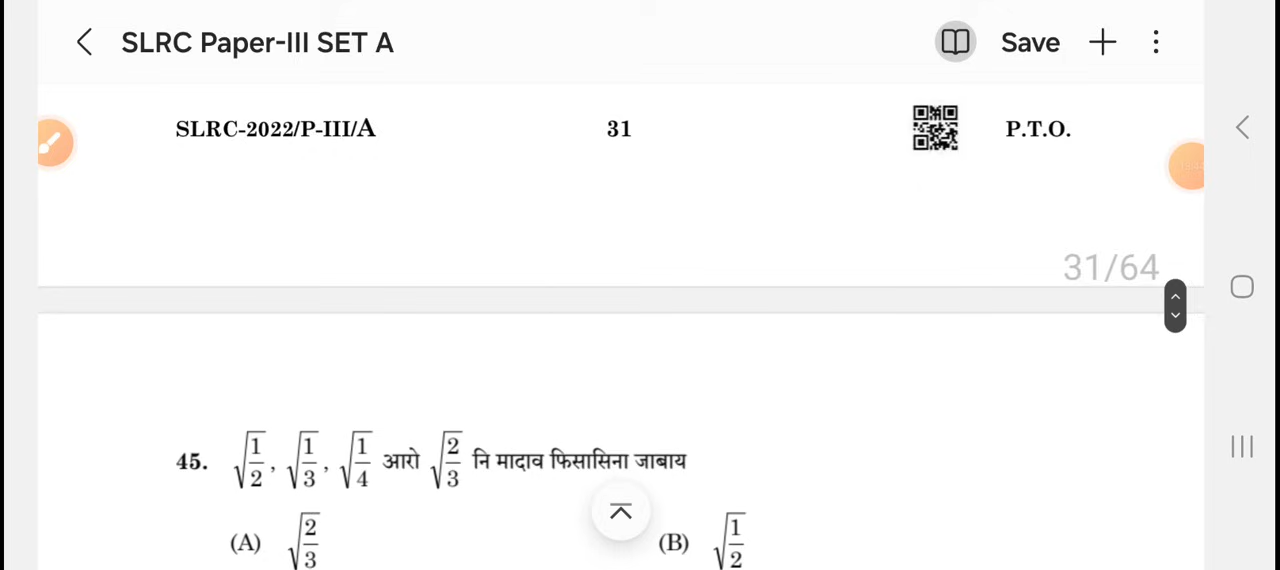 SLRC Paper-III SET A
Save
SLRC-2022/P-III/A 31 P.T.O.
31/64
45. √(1/2), √(1/3), √(1/4) आरो √(2/3) नि मादाव फिसासिना जाबाय
(A) √(2/3) (B) √(1/2)